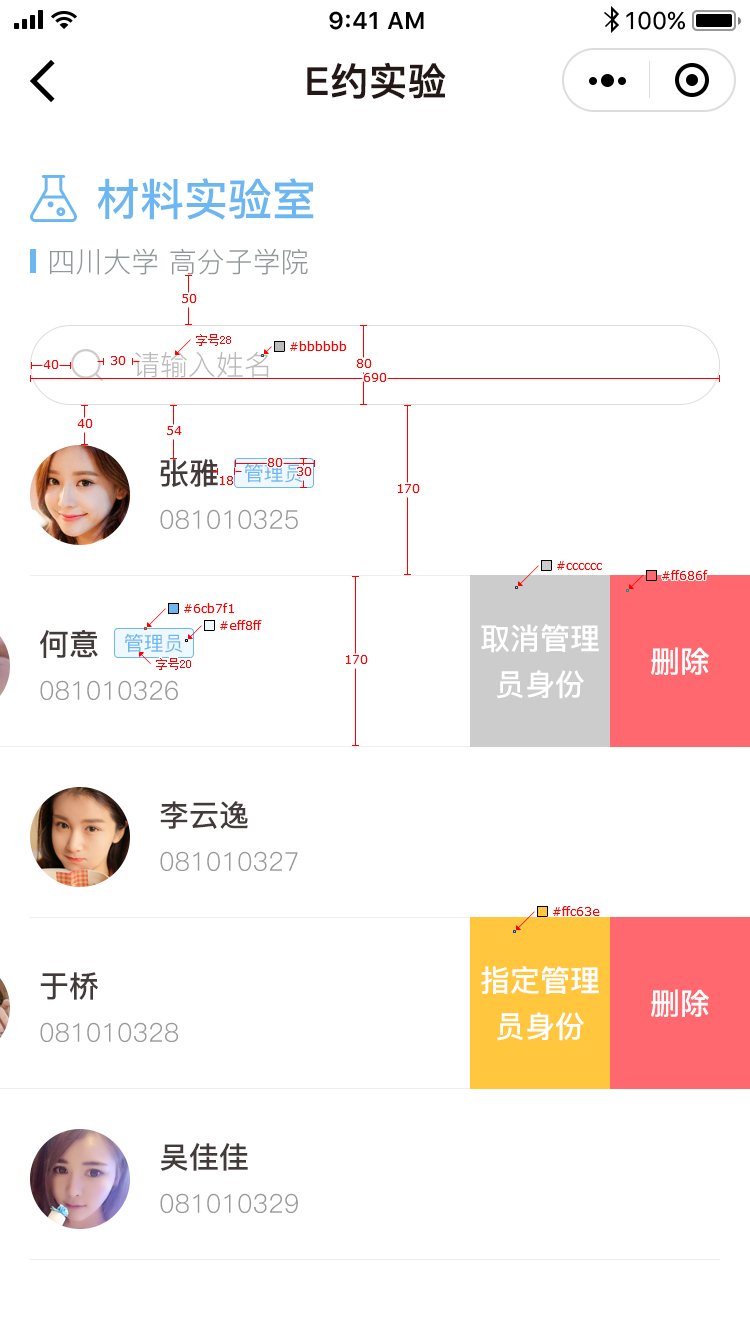 9:41 AM
100%
E约实验
材料实验室
四川大学 高分子学院
50
字号28
#bbbbbb
40
30
请输入姓名
80
690
40
54
张雅
18
管理员
80
30
081010325
170
#cccccc
#ff686f
#6cb7f1
#eff8ff
何意
管理员
字号20
081010326
170
取消管理
员身份
删除
李云逸
081010327
#ffc63e
于桥
081010328
指定管理
员身份
删除
吴佳佳
081010329